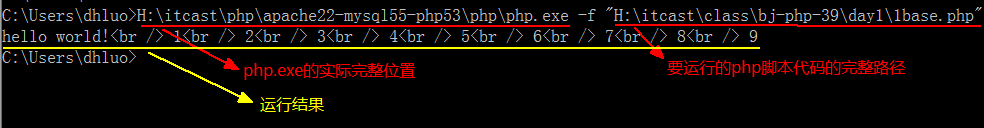 C:\Users\dhluo>H:\itcast\php\apache22-mysql55-php53\php\php.exe -f "H:\itcast\class\bj-php-39\day1\1base.php"
hello world!<br /> 1<br /> 2<br /> 3<br /> 4<br /> 5<br /> 6<br /> 7<br /> 8<br /> 9
C:\Users\dhluo>
php.exe的实际完整位置
要运行的php脚本代码的完整路径
运行结果